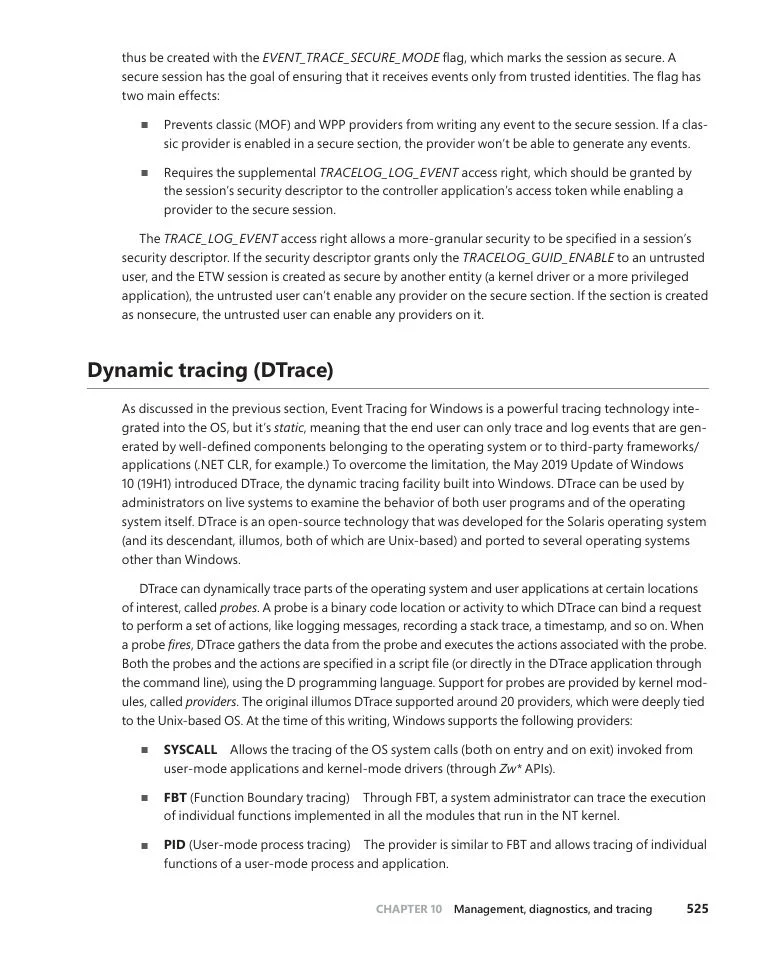 thus be created with the EVENT_TRACE_SECURE_MODE flag, which marks the session as secure. A
secure session has the goal of ensuring that it receives events only from trusted identities. The flag has
two main effects:
■ Prevents classic (MOF) and WPP providers from writing any event to the secure session. If a clas-
sic provider is enabled in a secure section, the provider won’t be able to generate any events.
■ Requires the supplemental TRACELOG_LOG_EVENT access right, which should be granted by
the session’s security descriptor to the controller application’s access token while enabling a
provider to the secure session.
The TRACE_LOG_EVENT access right allows a more-granular security to be specified in a session’s
security descriptor. If the security descriptor grants only the TRACELOG_GUID_ENABLE to an untrusted
user, and the ETW session is created as secure by another entity (a kernel driver or a more privileged
application), the untrusted user can’t enable any provider on the secure section. If the section is created
as nonsecure, the untrusted user can enable any providers on it.
Dynamic tracing (DTrace)
As discussed in the previous section, Event Tracing for Windows is a powerful tracing technology inte-
grated into the OS, but it’s static, meaning that the end user can only trace and log events that are gen-
erated by well-defined components belonging to the operating system or to third-party frameworks/
applications (.NET CLR, for example.) To overcome the limitation, the May 2019 Update of Windows
10 (19H1) introduced DTrace, the dynamic tracing facility built into Windows. DTrace can be used by
administrators on live systems to examine the behavior of both user programs and of the operating
system itself. DTrace is an open-source technology that was developed for the Solaris operating system
(and its descendant, illumos, both of which are Unix-based) and ported to several operating systems
other than Windows.
DTrace can dynamically trace parts of the operating system and user applications at certain locations
of interest, called probes. A probe is a binary code location or activity to which DTrace can bind a request
to perform a set of actions, like logging messages, recording a stack trace, a timestamp, and so on. When
a probe fires, DTrace gathers the data from the probe and executes the actions associated with the probe.
Both the probes and the actions are specified in a script file (or directly in the DTrace application through
the command line), using the D programming language. Support for probes are provided by kernel mod-
ules, called providers. The original illumos DTrace supported around 20 providers, which were deeply tied
to the Unix-based OS. At the time of this writing, Windows supports the following providers:
■ SYSCALL Allows the tracing of the OS system calls (both on entry and on exit) invoked from
user-mode applications and kernel-mode drivers (through Zw* APIs).
■ FBT (Function Boundary tracing) Through FBT, a system administrator can trace the execution
of individual functions implemented in all the modules that run in the NT kernel.
■ PID (User-mode process tracing) The provider is similar to FBT and allows tracing of individual
functions of a user-mode process and application.
CHAPTER 10 Management, diagnostics, and tracing 525